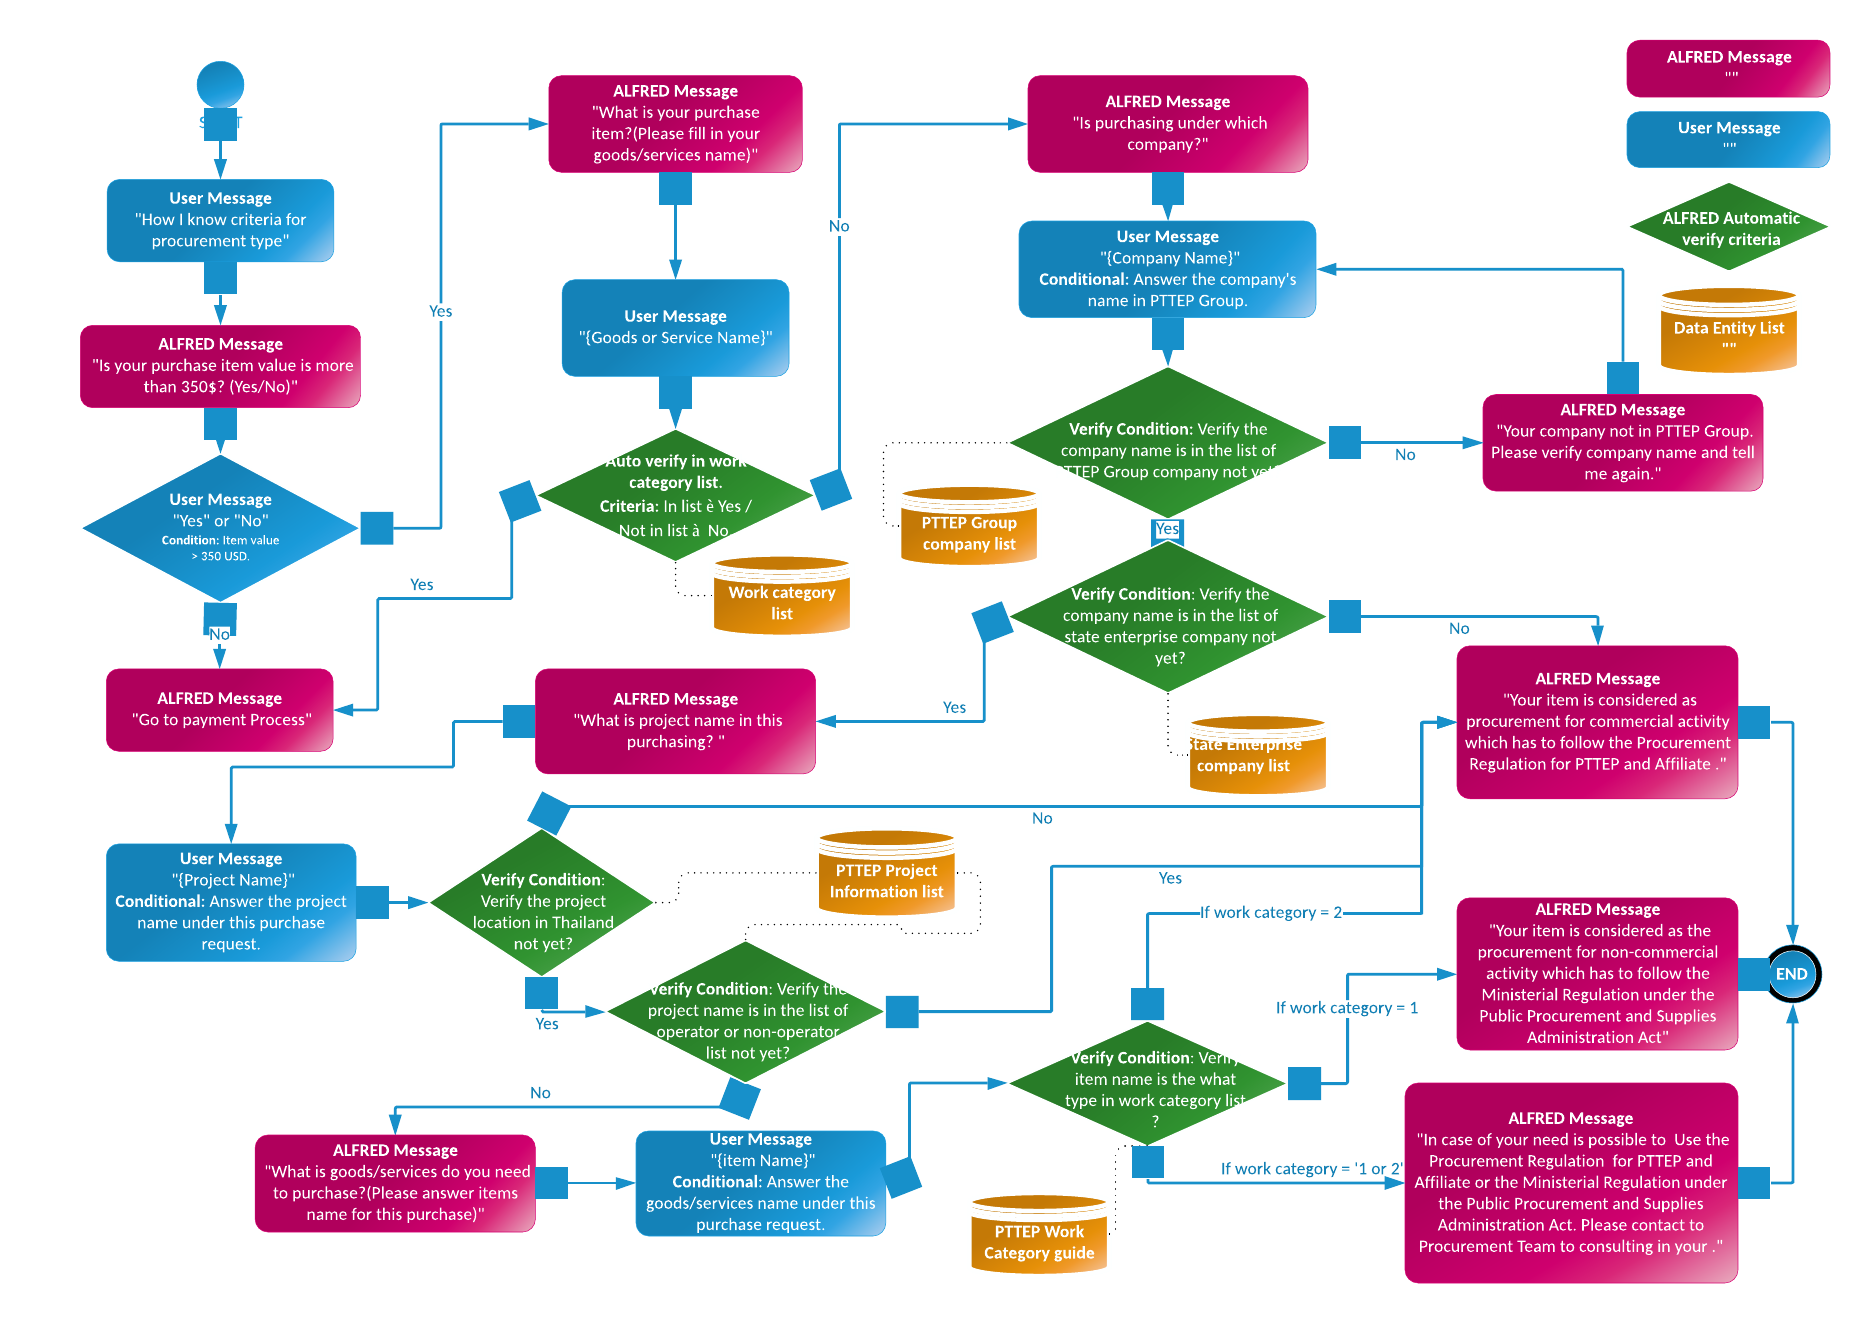 START
User Message
"How I know criteria for
procurement type"
ALFRED Message
"Is your purchase item value is more
than 350$? (Yes/No)"
User Message
"Yes" or "No"
Condition: Item value
> 350 USD.
No
ALFRED Message
"Go to payment Process"
Yes
Yes
ALFRED Message
"What is your purchase
item?(Please fill in your
goods/services name)"
User Message
"{Goods or Service Name}"
Auto verify in work
category list.
Criteria: In list è Yes /
Not in list à  No
Work category
list
No
ALFRED Message
"Is purchasing under which
company?"
User Message
"{Company Name}"
Conditional: Answer the company's
name in PTTEP Group.
Verify Condition: Verify the
company name is in the list of
PTTEP Group company not yet?
PTTEP Group
company list
No
ALFRED Message
"Your company not in PTTEP Group.
Please verify company name and tell
me again."
Yes
Verify Condition: Verify the
company name is in the list of
state enterprise company not
yet?
State Enterprise
company list
No
Yes
ALFRED Message
"What is project name in this
purchasing? "
User Message
"{Project Name}"
Conditional: Answer the project
name under this purchase
request.
Verify Condition:
Verify the project
location in Thailand
not yet?
No
Yes
PTTEP Project
Information list
Verify Condition: Verify the
project name is in the list of
operator or non-operator
list not yet?
Yes
No
ALFRED Message
"What is goods/services do you need
to purchase?(Please answer items
name for this purchase)"
User Message
"{item Name}"
Conditional: Answer the
goods/services name under this
purchase request.
Verify Condition: Verify
item name is the what
type in work category list
?
PTTEP Work
Category guide
If work category = 2
If work category = 1
If work category = '1 or 2'
ALFRED Message
"Your item is considered as
procurement for commercial activity
which has to follow the Procurement
Regulation for PTTEP and Affiliate ."
ALFRED Message
"Your item is considered as the
procurement for non-commercial
activity which has to follow the
Ministerial Regulation under the
Public Procurement and Supplies
Administration Act"
ALFRED Message
"In case of your need is possible to  Use the
Procurement Regulation  for PTTEP and
Affiliate or the Ministerial Regulation under
the Public Procurement and Supplies
Administration Act. Please contact to
Procurement Team to consulting in your ."
END
ALFRED Message
""
User Message
""
ALFRED Automatic
verify criteria
Data Entity List
""